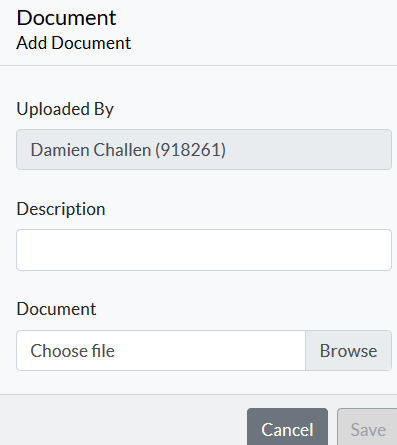 Document
Add Document
Uploaded By
Damien Challen (918261)
Description
Document
Choose file Browse
Cancel Save